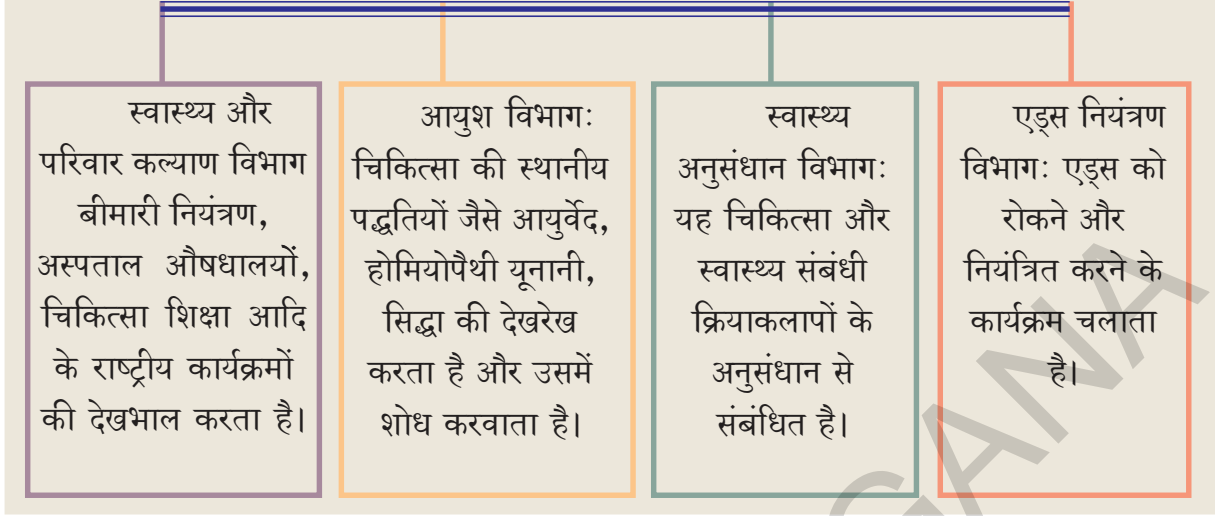 स्वास्थ्य और
परिवार कल्याण विभाग
बीमारी नियंत्रण,
अस्पताल औषधालयों,
चिकित्सा शिक्षा आदि
के राष्ट्रीय कार्यक्रमों
की देखभाल करता है।
आयुश विभागः
चिकित्सा की स्थानीय
पद्धतियों जैसे आयुर्वेद,
होमियोपैथी यूनानी,
सिद्धा की देखरेख
करता है और उसमें
शोध करवाता है।
स्वास्थ्य
अनुसंधान विभागः
यह चिकित्सा और
स्वास्थ्य संबंधी
क्रियाकलापों के
अनुसंधान से
संबंधित है।
एड्स नियंत्रण
विभागः एड्स को
रोकने और
नियंत्रित करने के
कार्यक्रम चलाता
है।
GANA